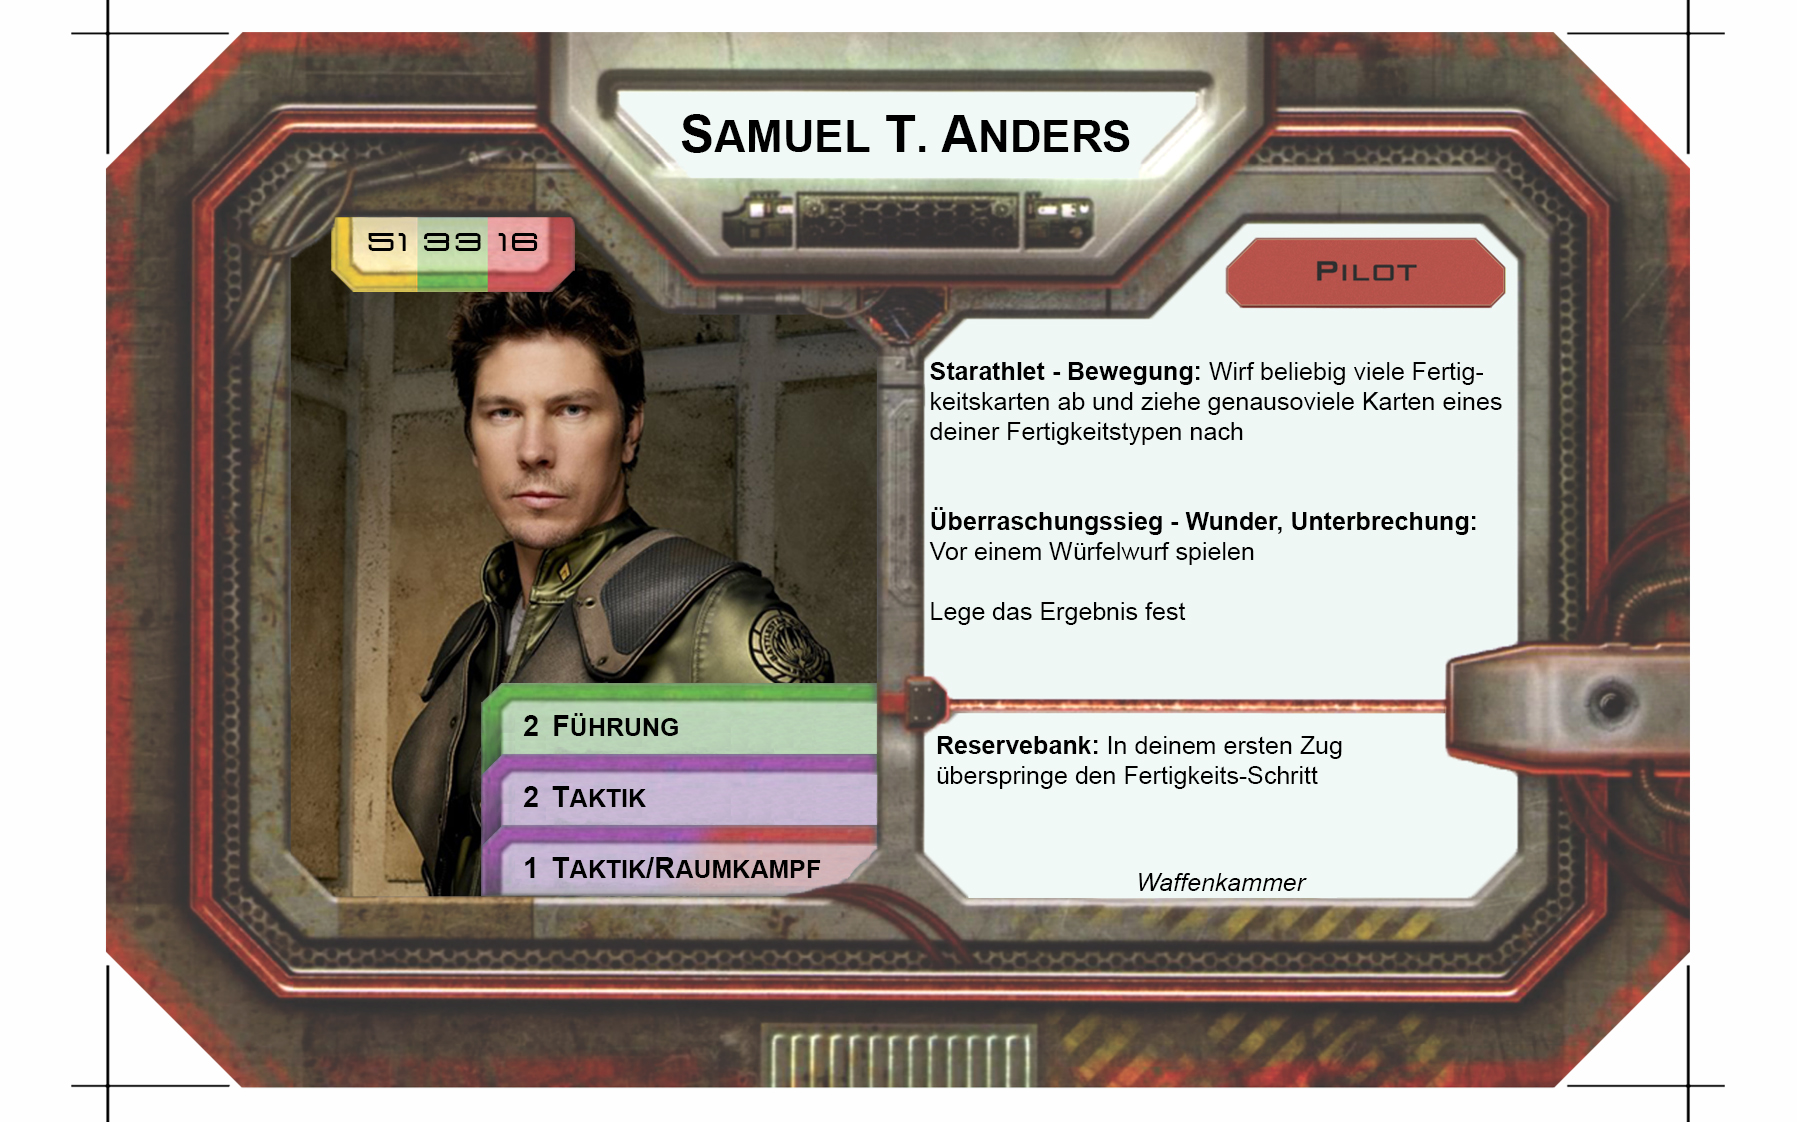 SAMUEL T. ANDERS
51 33 16
PILOT
Starathlet - Bewegung: Wirf beliebig viele Fertig-
keitskarten ab und ziehe genausoviele Karten eines
deiner Fertigkeitstypen nach
Überraschungssieg - Wunder, Unterbrechung:
Vor einem Würfelwurf spielen
Lege das Ergebnis fest
2 FÜHRUNG
2 TAKTIK
1 TAKTIK/RAUMKAMPF
Reservebank: In deinem ersten Zug
überspringe den Fertigkeits-Schritt
Waffenkammer